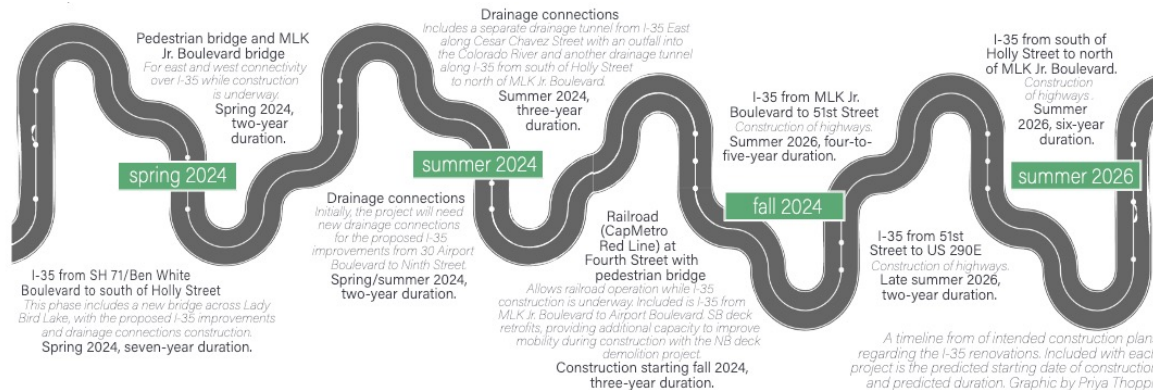 Pedestrian bridge and MLK
Jr. Boulevard bridge
For east and west connectivity
over I-35 while construction
is underway.
Spring 2024,
two-year
duration.
spring 2024
I-35 from SH 71/Ben White
Boulevard to south of Holly Street
This phase includes a new bridge across Lady
Bird Lake, with the proposed I-35 improvements
and drainage connections construction.
Spring 2024, seven-year duration.
Drainage connections
Includes a separate drainage tunnel from I-35 East
along Cesar Chavez Street with an outfall into
the Colorado River and another drainage tunnel
along I-35 from south of Holly Street
to north of MLK Jr. Boulevard.
Summer 2024,
three-year
duration.
summer 2024
Drainage connections
Initially, the project will need
new drainage connections
for the proposed I-35
improvements from 30 Airport
Boulevard to Ninth Street.
Spring/summer 2024,
two-year duration.
Railroad
(CapMetro
Red Line) at
Fourth Street with
pedestrian bridge
Allows railroad operation while I-35
construction is underway. Included is I-35 from
MLK Jr. Boulevard to Airport Boulevard. SB deck
retrofits, providing additional capacity to improve
mobility during construction with the NB deck
demolition project.
Construction starting fall 2024,
three-year duration.
I-35 from MLK Jr.
Boulevard to 51st Street
Construction of highways.
Summer 2026, four-to-
five-year duration.
fall 2024
I-35 from 51st
Street to US 290E
Construction of highways.
Late summer 2026,
two-year duration.
I-35 from south of
Holly Street to north
of MLK Jr. Boulevard.
Construction
of highways.
Summer
2026, six-year
duration.
summer 2026
A timeline from of intended construction plans
regarding the I-35 renovations. Included with each
project is the predicted starting date of construction
and predicted duration. Graphic by Priya Thoppi